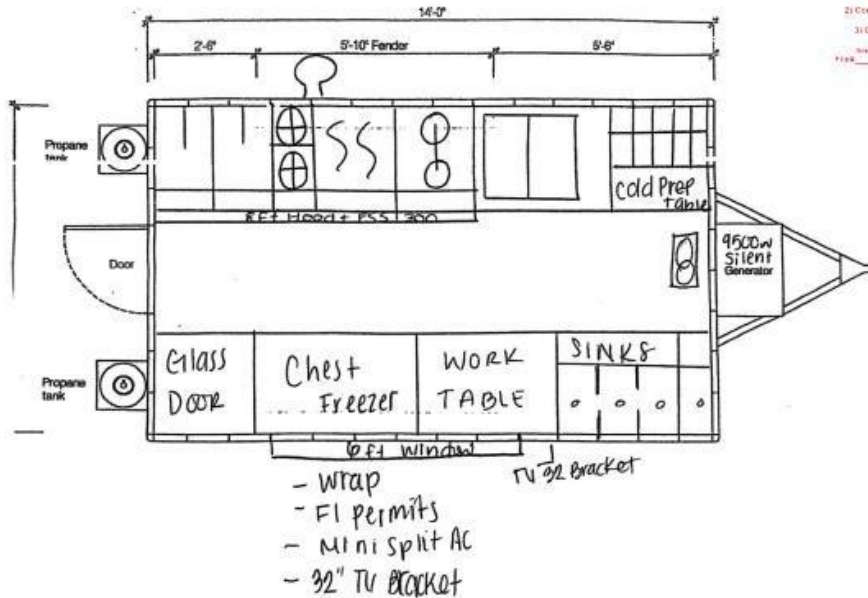 14'-0"
2'-6"
5'-10" Fender
5'-6"
Propane
tank
cold Prep
table
8 Ft Hood + FSS 300
Door
9500w
Silent
Generator
Glass
DOOR
Chest
Freezer
WORK
TABLE
SINKS
Propane
tank
6 ft Window
TV 32 Bracket
- Wrap
- Fl permits
- Mini Split AC
- 32" TV Bracket